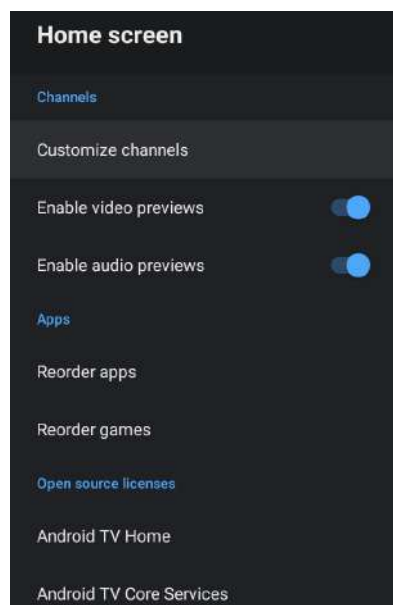 Home screen
Channels
Customize channels
Enable video previews
Enable audio previews
Apps
Reorder apps
Reorder games
Open source licenses
Android TV Home
Android TV Core Services